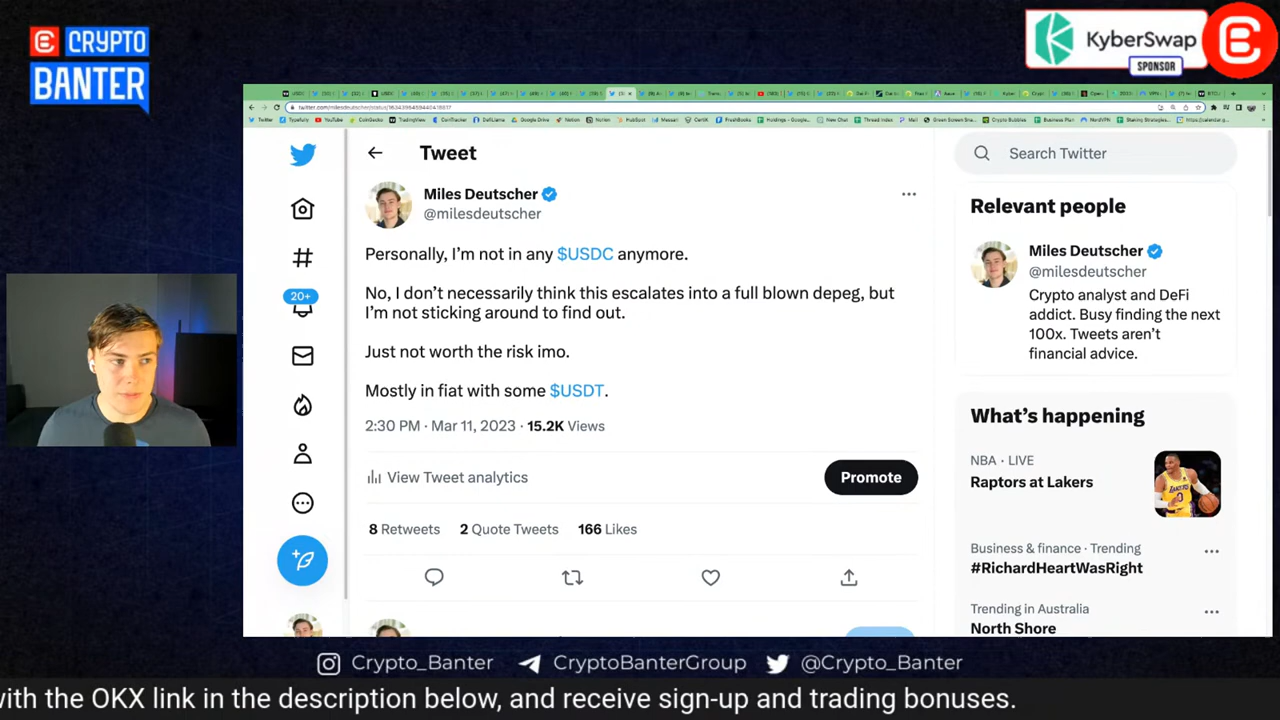 CRYPTO
BANTER
KyberSwap
SPONSOR
Tweet
Search Twitter
Miles Deutscher
@milesdeutscher
Personally, I'm not in any $USDC anymore.
No, I don't necessarily think this escalates into a full blown depeg, but
I'm not sticking around to find out.
Just not worth the risk imo.
Mostly in fiat with some $USDT.
2:30 PM · Mar 11, 2023 · 15.2K Views
View Tweet analytics
Promote
8 Retweets 2 Quote Tweets 166 Likes
20+
Relevant people
Miles Deutscher
@milesdeutscher
Crypto analyst and DeFi
addict. Busy finding the next
100x. Tweets aren't
financial advice.
What's happening
NBA · LIVE
Raptors at Lakers
Business & finance · Trending
#RichardHeartWasRight
Trending in Australia
North Shore
Crypto_Banter CryptoBanterGroup @Crypto_Banter
with the OKX link in the description below, and receive sign-up and trading bonuses.